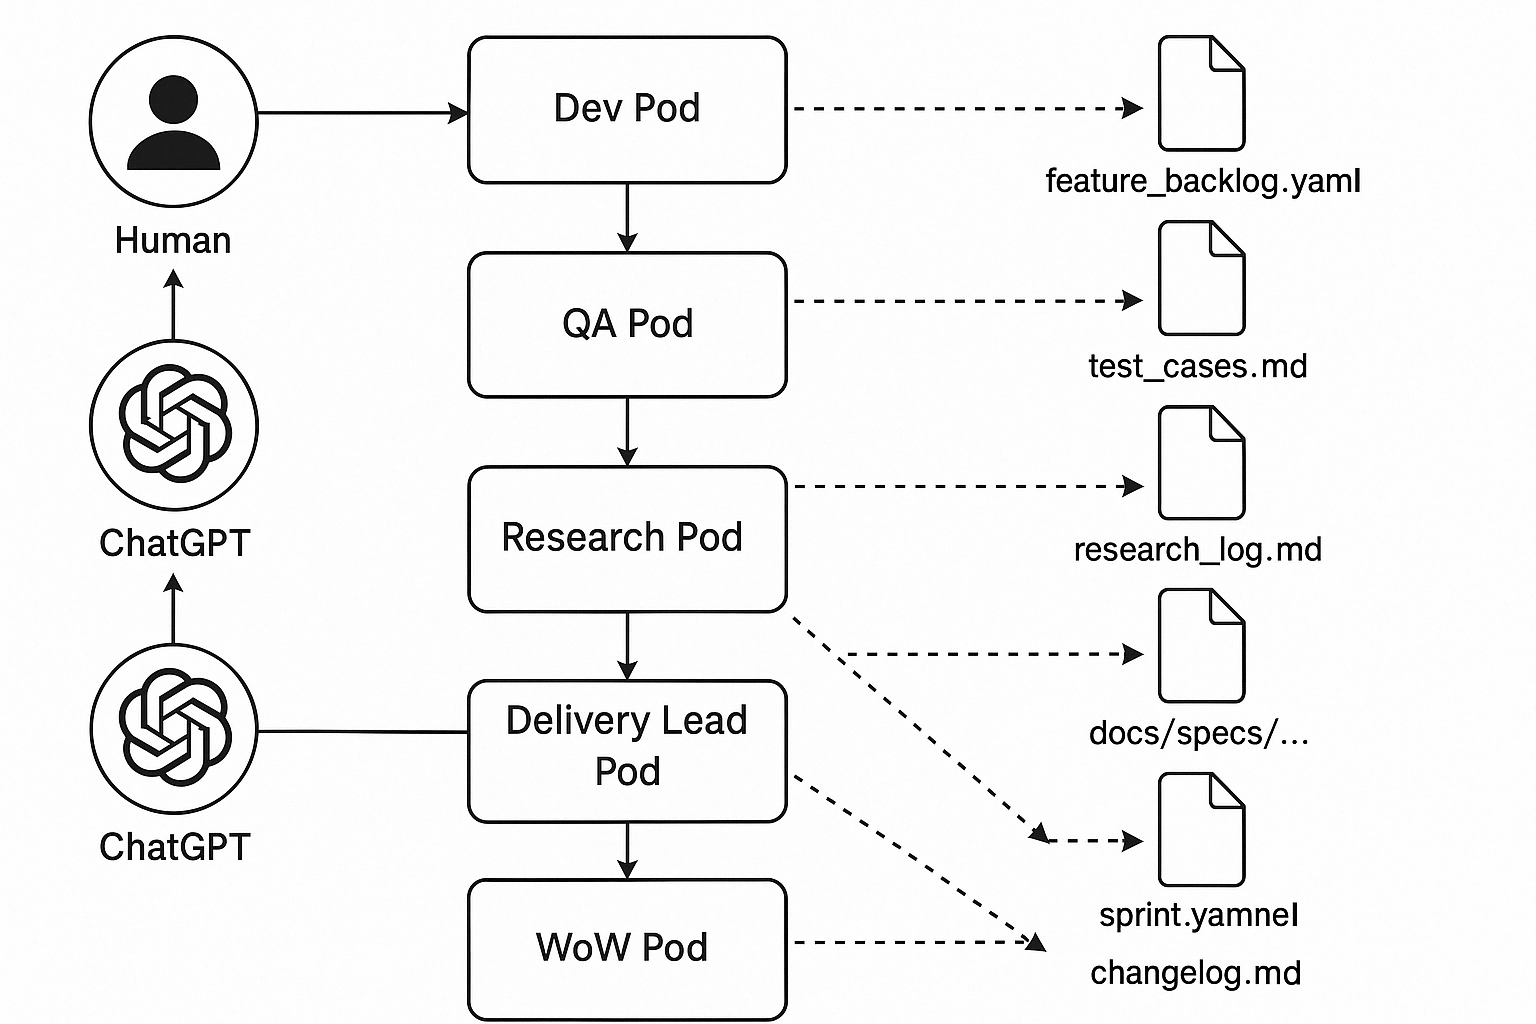 Human
ChatGPT
ChatGPT
Dev Pod
QA Pod
Research Pod
Delivery Lead
Pod
WoW Pod
feature_backlog.yaml
test_cases.md
research_log.md
docs/specs/...
sprint.yamnel
changelog.md